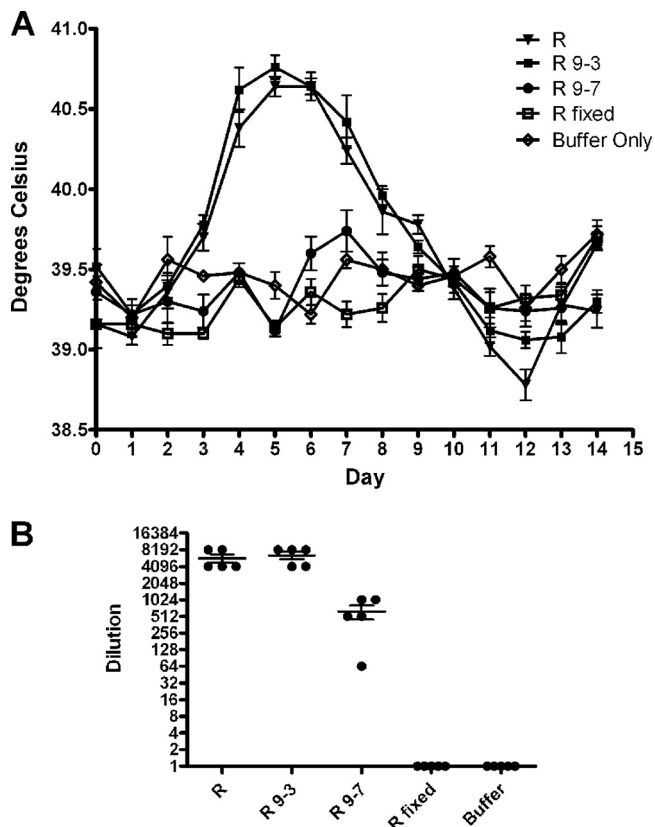 A
41.0
40.5
40.0
39.5
39.0
38.5
Degrees Celsius
0 1 2 3 4 5 6 7 8 9 10 11 12 13 14 15
Day
R
R 9-3
R 9-7
R fixed
Buffer Only
B
16384
8192
4096
2048
1024
512
256
128
64
32
16
8
4
2
1
Dilution
R
R 9-3
R 9-7
R fixed
Buffer